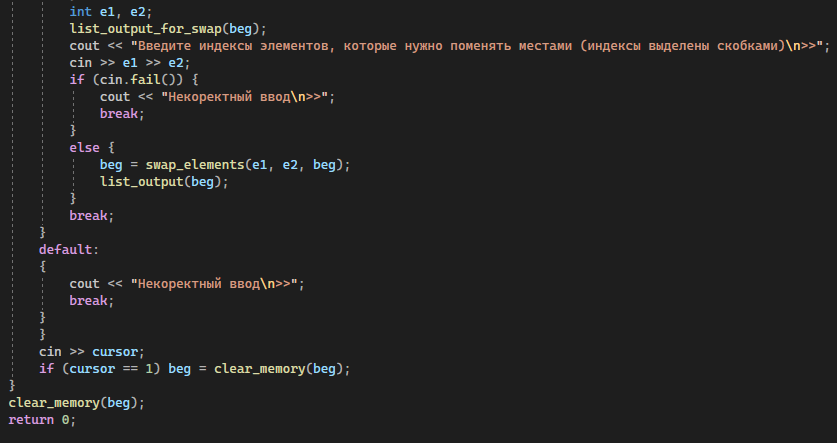 int e1, e2;
list_output_for_swap(beg);
cout << "Введите индексы элементов, которые нужно поменять местами (индексы выделены скобками)\n>>";
cin >> e1 >> e2;
if (cin.fail()) {
cout << "Некоректный ввод\n>>";
break;
}
else {
beg = swap_elements(e1, e2, beg);
list_output(beg);
}
break;
}
default:
{
cout << "Некоректный ввод\n>>";
break;
}
}
cin >> cursor;
if (cursor == 1) beg = clear_memory(beg);
}
clear_memory(beg);
return 0;